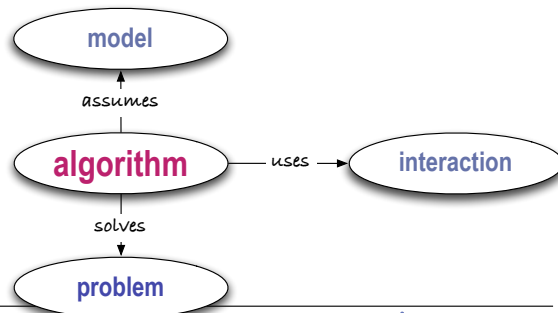 model
assumes
algorithm
uses
interaction
solves
problem